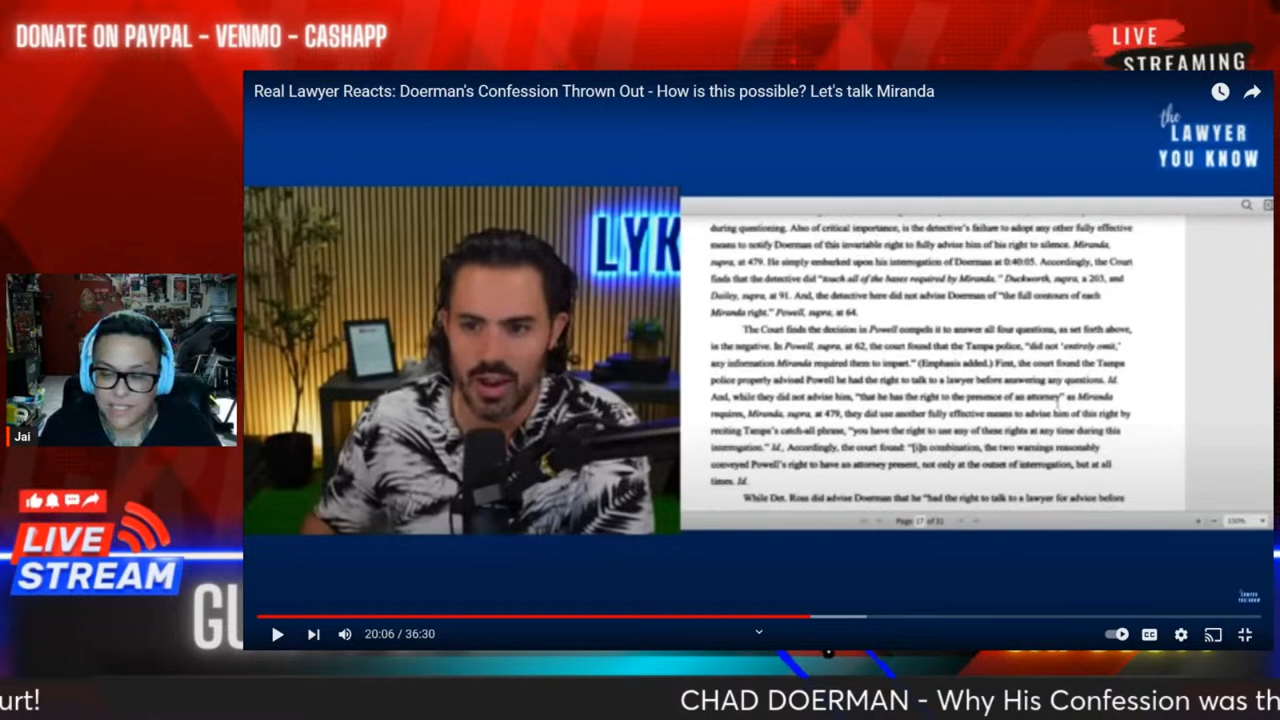 DONATE ON PAYPAL - VENMO - CASHAPP
LIVE
STREAMING
Real Lawyer Reacts: Doerman's Confession Thrown Out - How is this possible? Let's talk Miranda
the
LAWYER
YOU KNOW
LYK
during questioning. Also of critical importance, is the detective's failure to adopt any other fully effective
means to notify Doerman of this invariable right to fully advise him of his right to silence. Miranda,
supra, at 479. He simply embarked upon his interrogation of Doerman at 0:40:05. Accordingly, the Court
finds that the detective did "touch all of the bases required by Miranda," Duckworth, supra, a 203, and
Dailey, supra, at 91. And, the detective here did not advise Doerman of "the full contours of each
Miranda right." Powell, supra, at 64.
The Court finds the decision in Powell compels it to answer all four questions, as set forth above,
in the negative. In Powell, supra, at 62, the court found that the Tampa police, "did not 'entirely omit,'
any information Miranda required them to impart." (Emphasis added.) First, the court found the Tampa
police properly advised Powell he had the right to talk to a lawyer before answering any questions. Id.
And, while they did not advise him, "that he has the right to the presence of an attorney" as Miranda
requires, Miranda, supra, at 479, they did use another fully effective means to advise him of this right by
reciting Tampa's catch-all phrase, "you have the right to use any of these rights at any time during this
interrogation." Id., Accordingly, the court found: "[i]n combination, the two warnings reasonably
conveyed Powell's right to have an attorney present, not only at the outset of interrogation, but at all
times. Id.
While Det. Ross did advise Doerman that he "had the right to talk to a lawyer for advice before
Page 17 of 31
Jai
LIVE
STREAM
GU
the LAWYER
YOU KNOW
20:06 / 36:30
CC
urt!
CHAD DOERMAN - Why His Confession was th